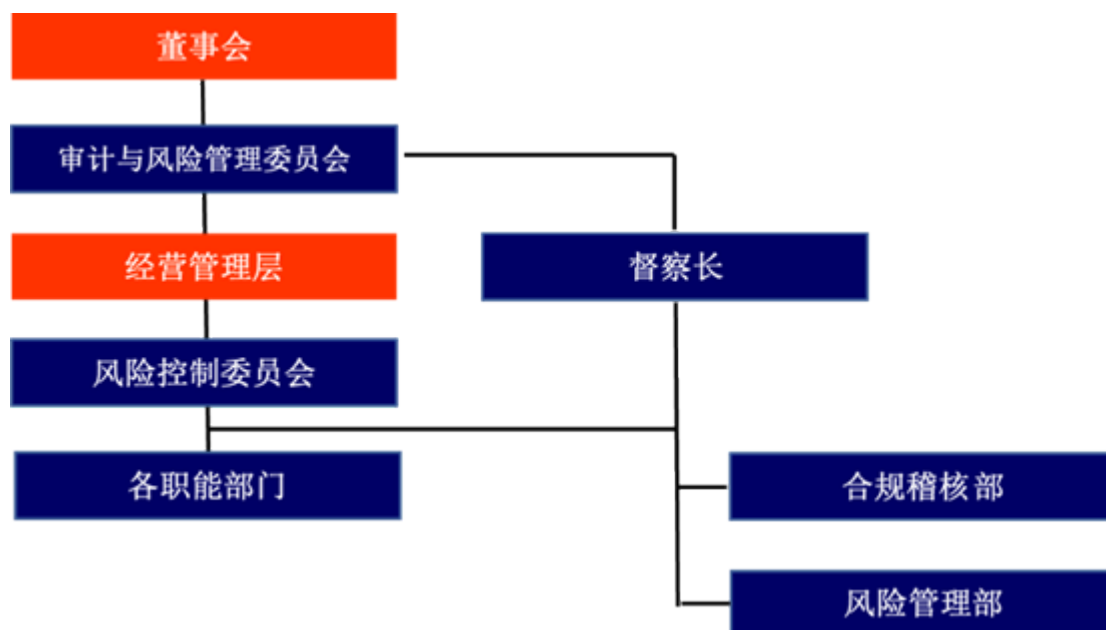 董事会
审计与风险管理委员会
经营管理层
督察长
风险控制委员会
各职能部门
合规稽核部
风险管理部